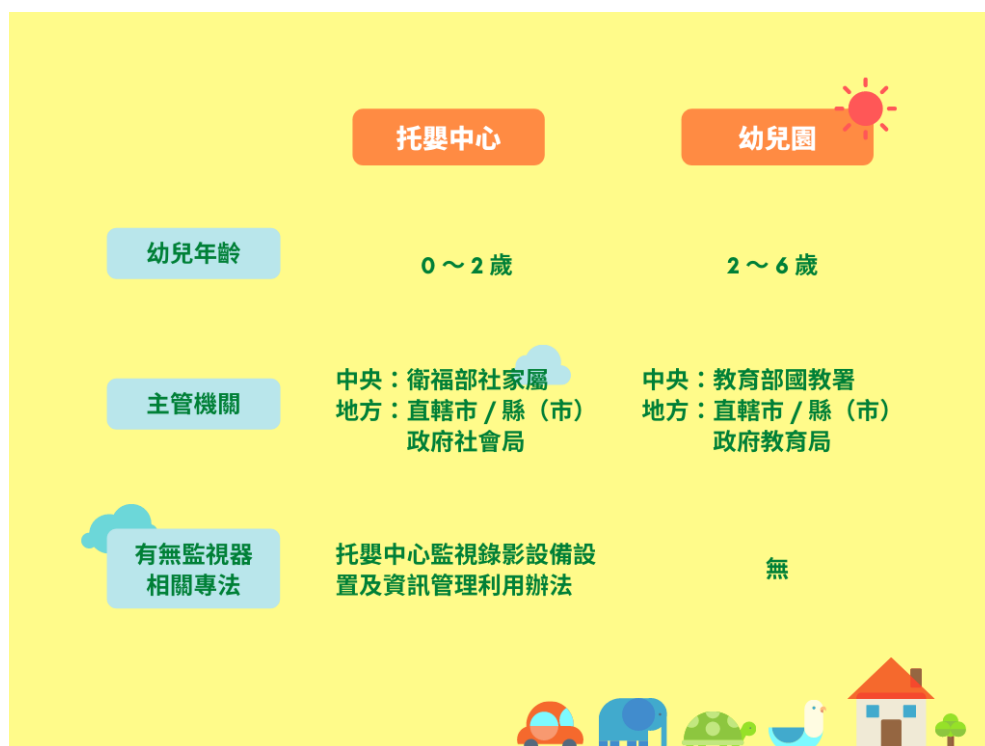 托嬰中心
幼兒園
幼兒年齡
0～2歲
2～6歲
主管機關
中央：衛福部社家屬
地方：直轄市/縣（市）
政府社會局
中央：教育部國教署
地方：直轄市/縣（市）
政府教育局
有無監視器
相關專法
托嬰中心監視錄影設備設
置及資訊管理利用辦法
無